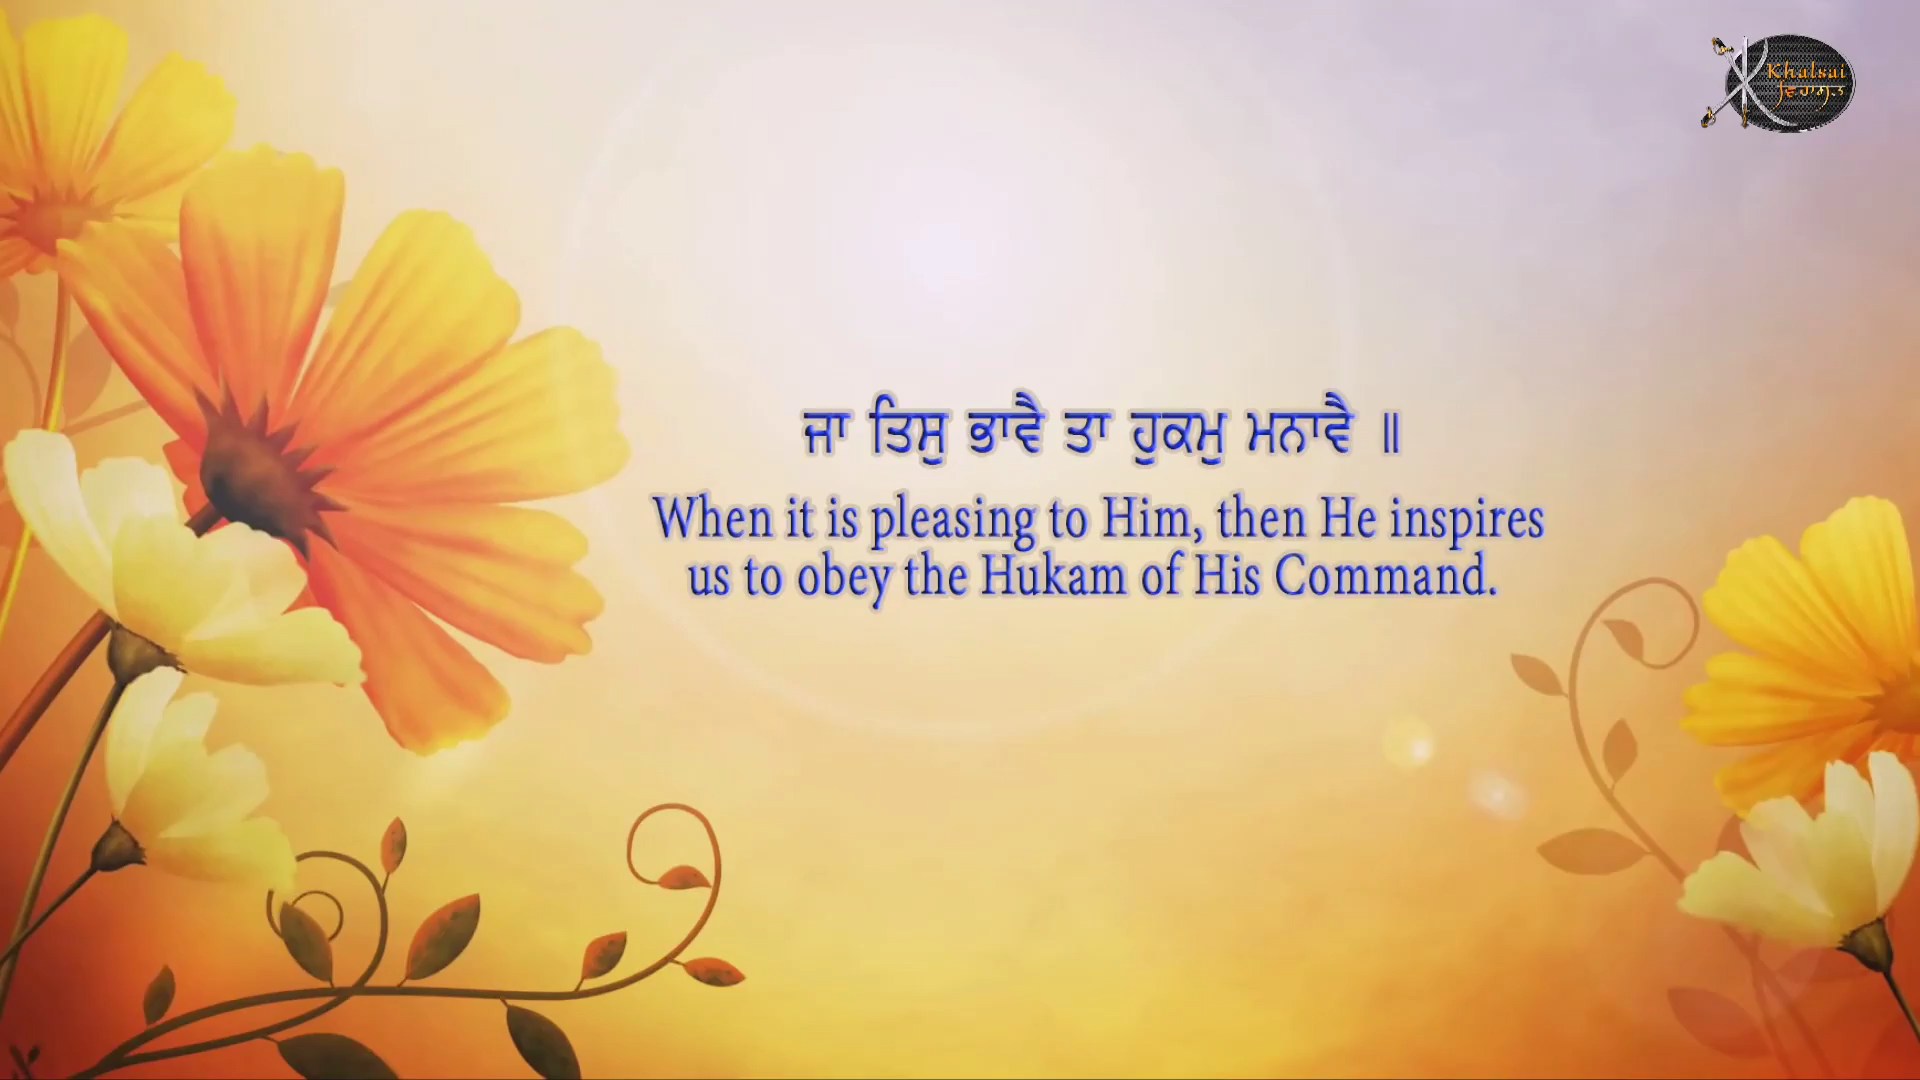 Khalsai
ਵਿਰਾਸਤ
ਜਾ ਤਿਸੁ ਭਾਵੈ ਤਾ ਹੁਕਮੁ ਮਨਾਵੈ ॥
When it is pleasing to Him, then He inspires
us to obey the Hukam of His Command.